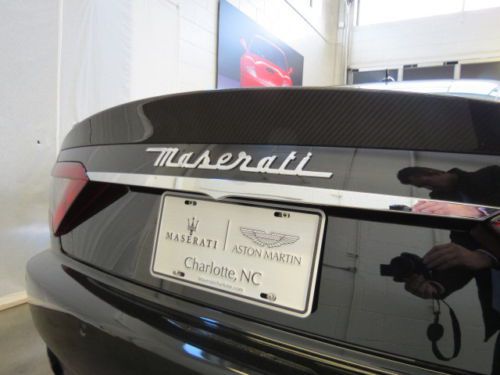 Maserati
MASERATI
ASTON MARTIN
Charlotte, NC